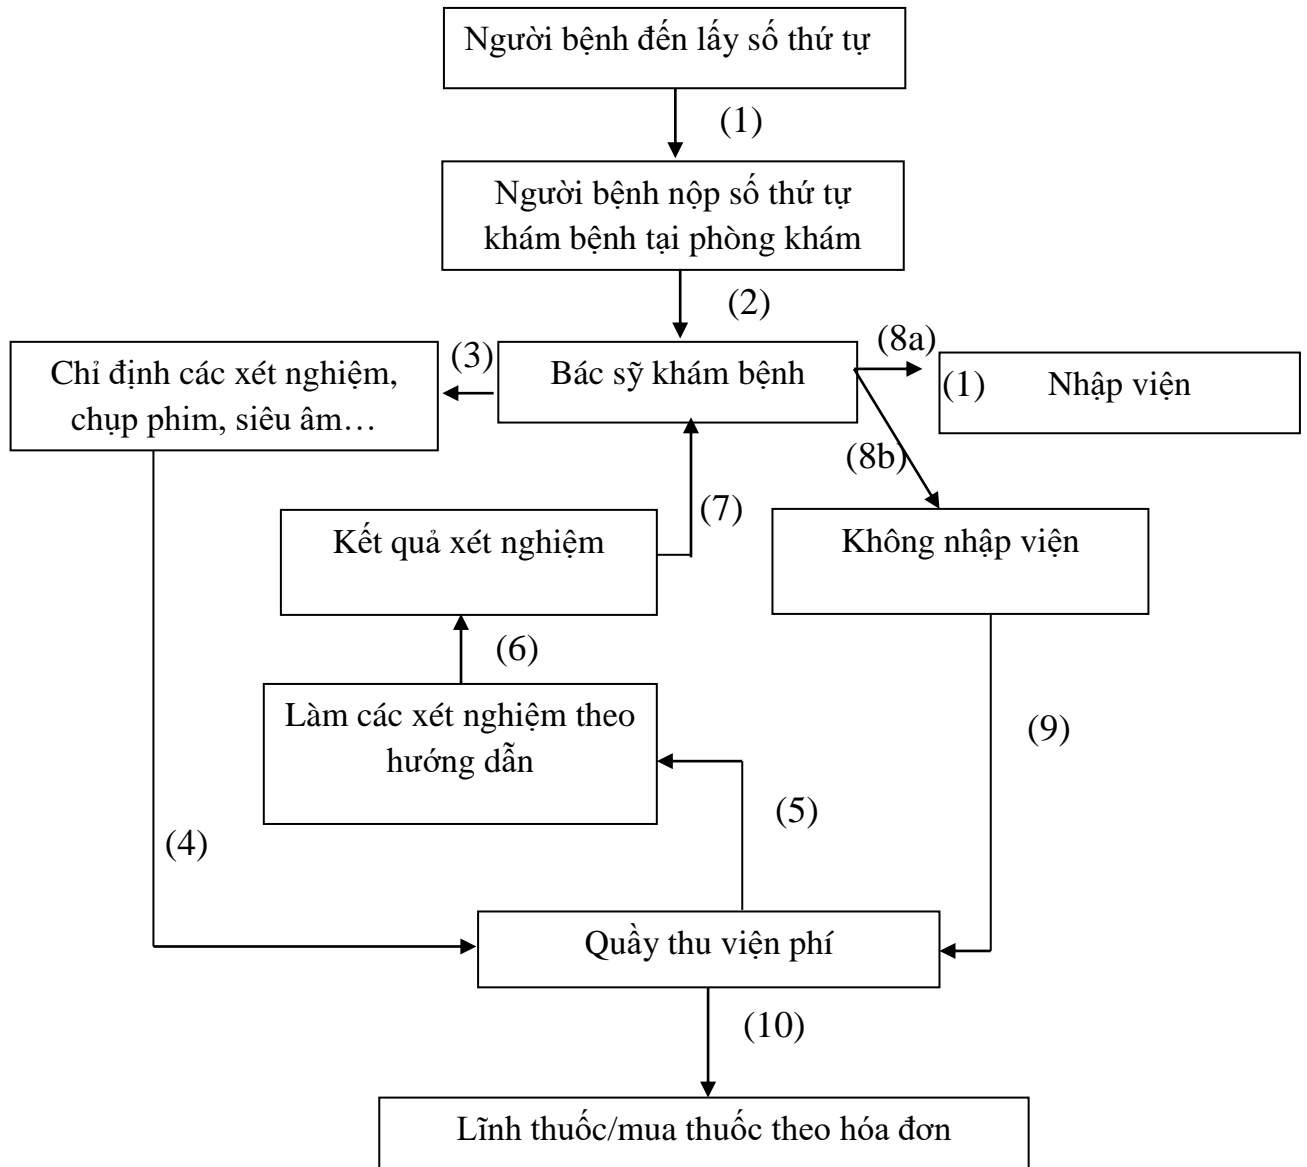 Người bệnh đến lấy số thứ tự
(1)
Người bệnh nộp số thứ tự
khám bệnh tại phòng khám
(2)
(8a)
(3)
Chỉ định các xét nghiệm,
chụp phim, siêu âm…
Bác sỹ khám bệnh
(1)
Nhập viện
(8b)
(7)
Kết quả xét nghiệm
Không nhập viện
(6)
Làm các xét nghiệm theo
hướng dẫn
(9)
(5)
(4)
Quầy thu viện phí
(10)
Lĩnh thuốc/mua thuốc theo hóa đơn